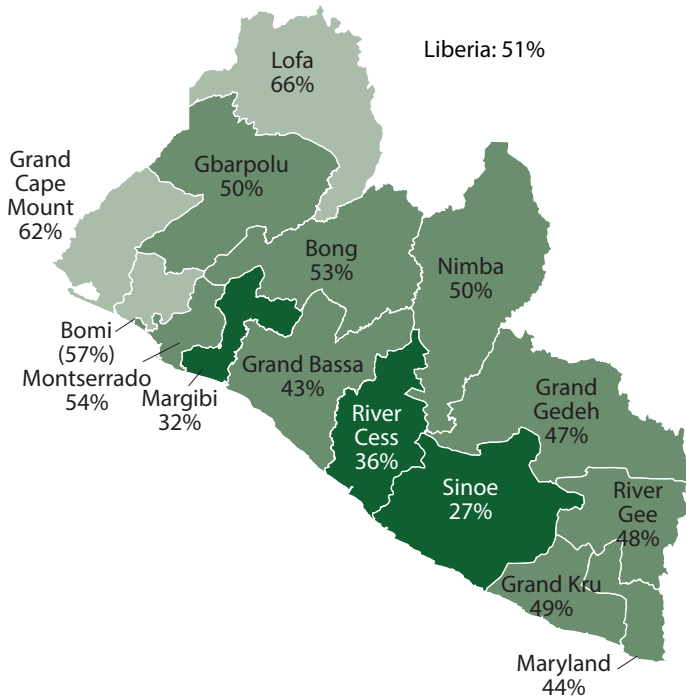 Liberia: 51%
Lofa
66%
Grand
Cape
Mount
62%
Gbarpolu
50%
Bong
53%
Nimba
50%
Bomi
(57%)
Montserrado
54%
Margibi
32%
Grand Bassa
43%
River
Cess
36%
Grand
Gedeh
47%
Sinoe
27%
River
Gee
48%
Grand Kru
49%
Maryland
44%